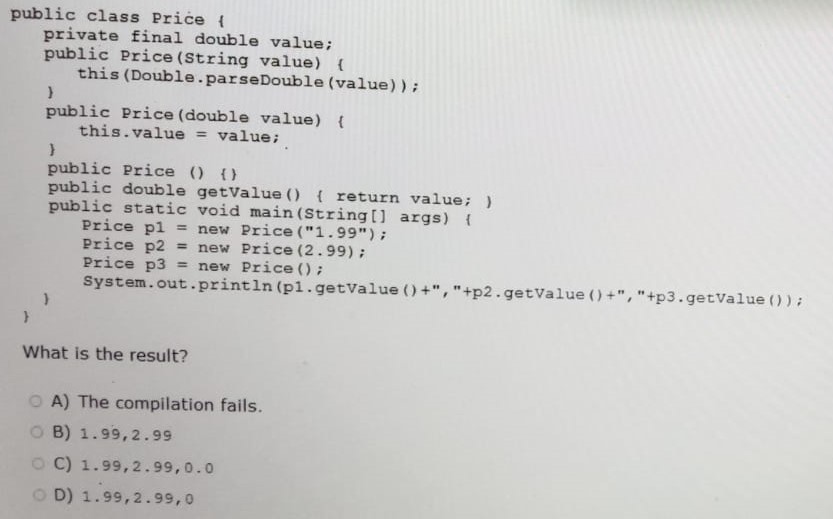 public class Price {
private final double value;
public Price(String value) {
this(Double.parseDouble(value));
}
public Price(double value) {
this.value = value;
}
public Price () {}
public double getValue() { return value; }
public static void main(String[] args) {
Price p1 = new Price("1.99");
Price p2 = new Price(2.99);
Price p3 = new Price();
System.out.println(p1.getValue()+","+p2.getValue()+","+p3.getValue());
}
}
What is the result?
A) The compilation fails.
B) 1.99,2.99
C) 1.99,2.99,0.0
D) 1.99,2.99,0